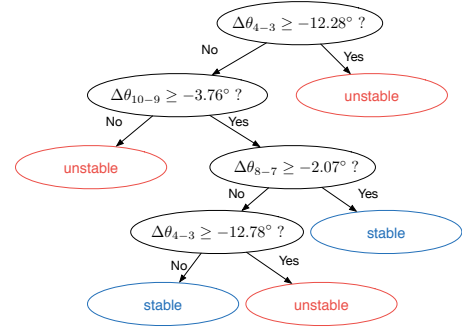 Δθ₄₋₃ ≥ −12.28° ?
No
Yes
Δθ₁₀₋₉ ≥ −3.76° ?
unstable
No
Yes
unstable
Δθ₈₋₇ ≥ −2.07° ?
No
Yes
Δθ₄₋₃ ≥ −12.78° ?
stable
No
Yes
stable
unstable